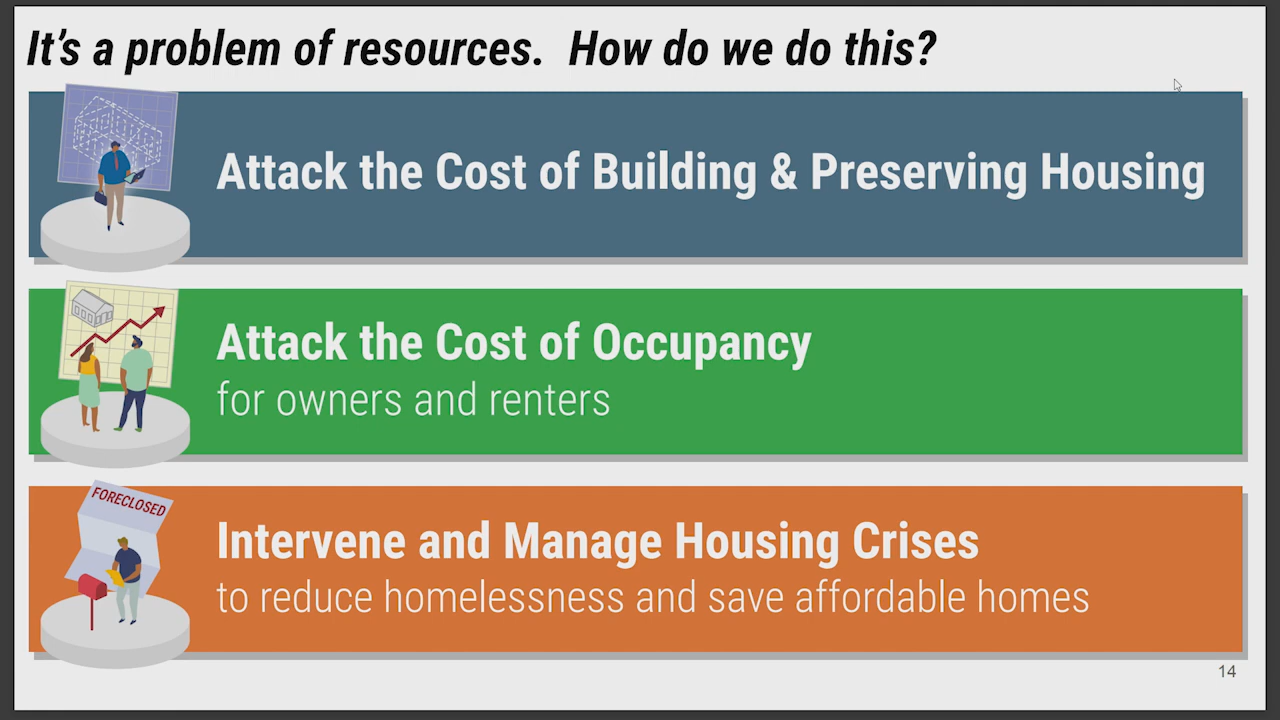 It’s a problem of resources.  How do we do this?
Attack the Cost of Building & Preserving Housing
Attack the Cost of Occupancy
for owners and renters
FORECLOSED
Intervene and Manage Housing Crises
to reduce homelessness and save affordable homes
14